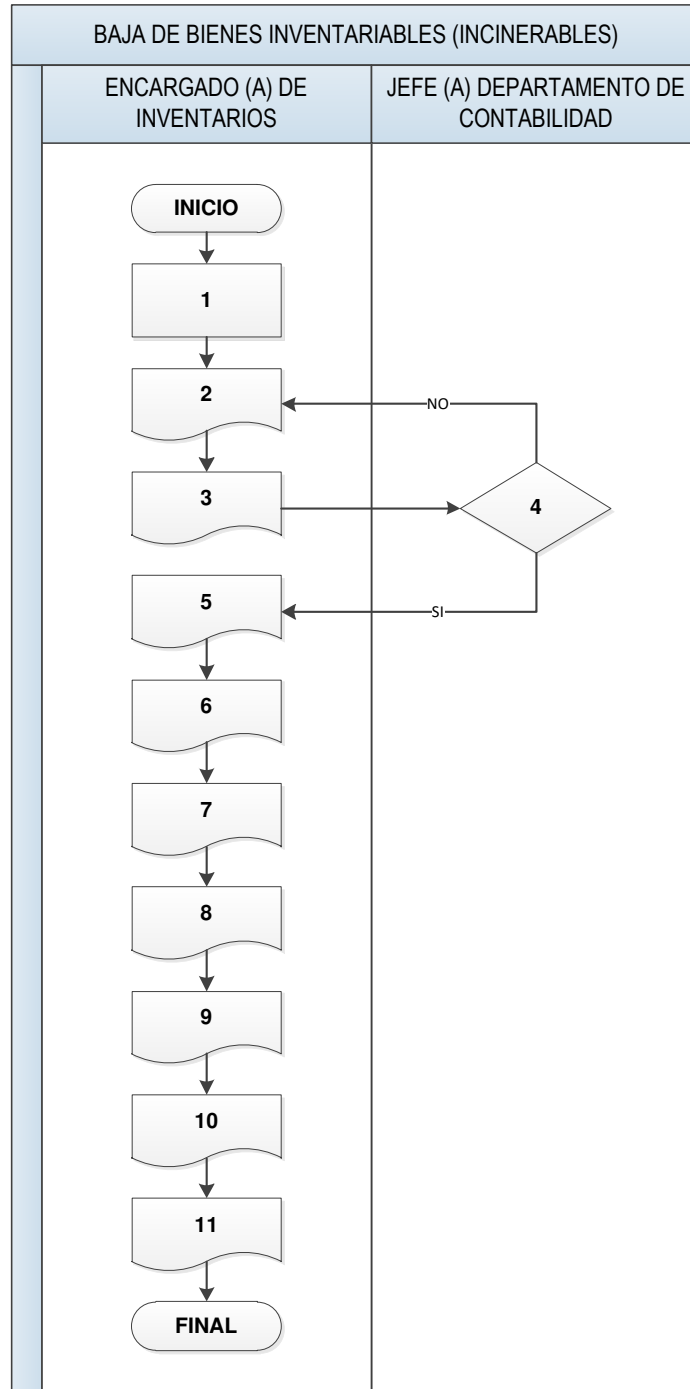 BAJA DE BIENES INVENTARIABLES (INCINERABLES)
ENCARGADO (A) DE
INVENTARIOS
JEFE (A) DEPARTAMENTO DE
CONTABILIDAD
INICIO
1
2
NO
3
4
5
SI
6
7
8
9
10
11
FINAL